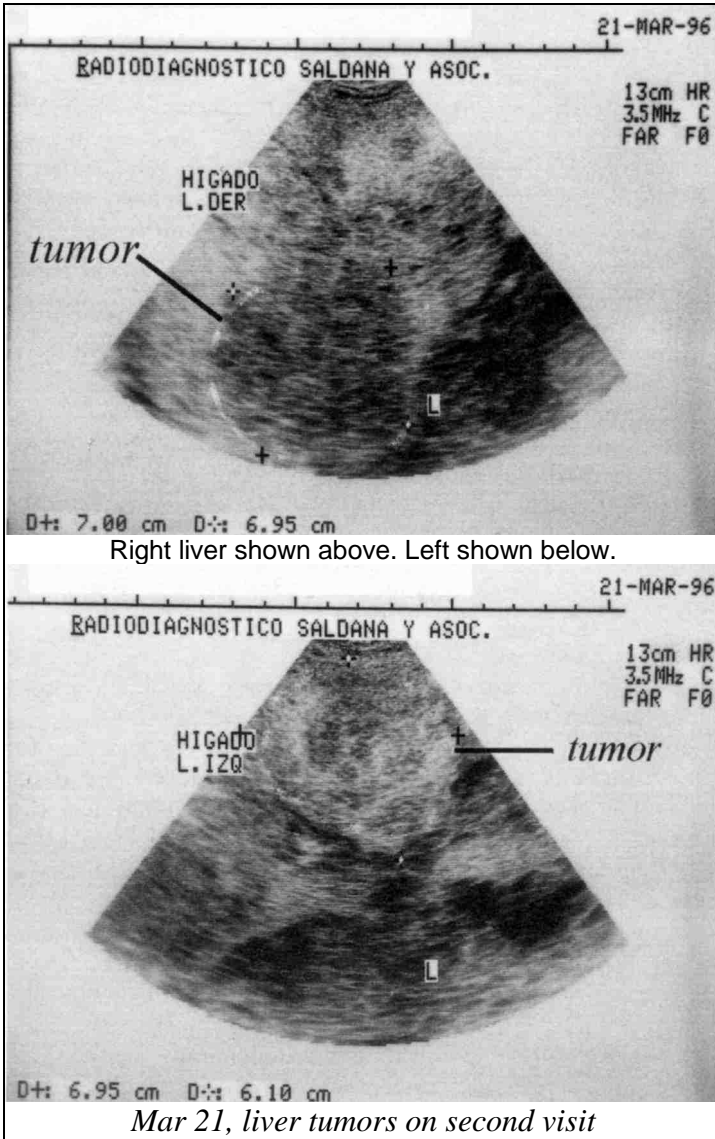 21-MAR-96
RADIODIAGNOSTICO SALDANA Y ASOC.
13cm HR
3.5MHz C
FAR F0
HIGADO
L.DER
tumor
L
D+: 7.00 cm D⁘: 6.95 cm
Right liver shown above. Left shown below.
21-MAR-96
RADIODIAGNOSTICO SALDANA Y ASOC.
13cm HR
3.5MHz C
FAR F0
HIGADO
L.IZQ
tumor
L
D+: 6.95 cm D⁘: 6.10 cm
Mar 21, liver tumors on second visit